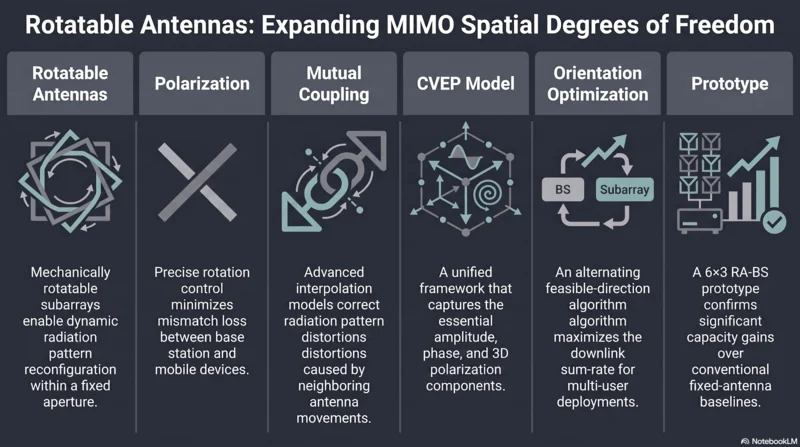 Rotatable Antennas: Expanding MIMO Spatial Degrees of Freedom
Rotatable
Antennas
Mechanically
rotatable
subarrays
enable dynamic
radiation
pattern
reconfiguration
within a fixed
aperture.
Polarization
Precise rotation
control
minimizes
mismatch loss
between base
station and
mobile devices.
Mutual
Coupling
Advanced
interpolation
models correct
radiation pattern
distortions
distortions
caused by
neighboring
antenna
movements.
CVEP Model
A unified
framework that
captures the
essential
amplitude,
phase, and 3D
polarization
components.
Orientation
Optimization
BS
Subarray
An alternating
feasible-direction
algorithm
algorithm
maximizes the
downlink
sum-rate for
multi-user
deployments.
Prototype
A 6×3 RA-BS
prototype
confirms
significant
capacity gains
over
conventional
fixed-antenna
baselines.
NotebookLM